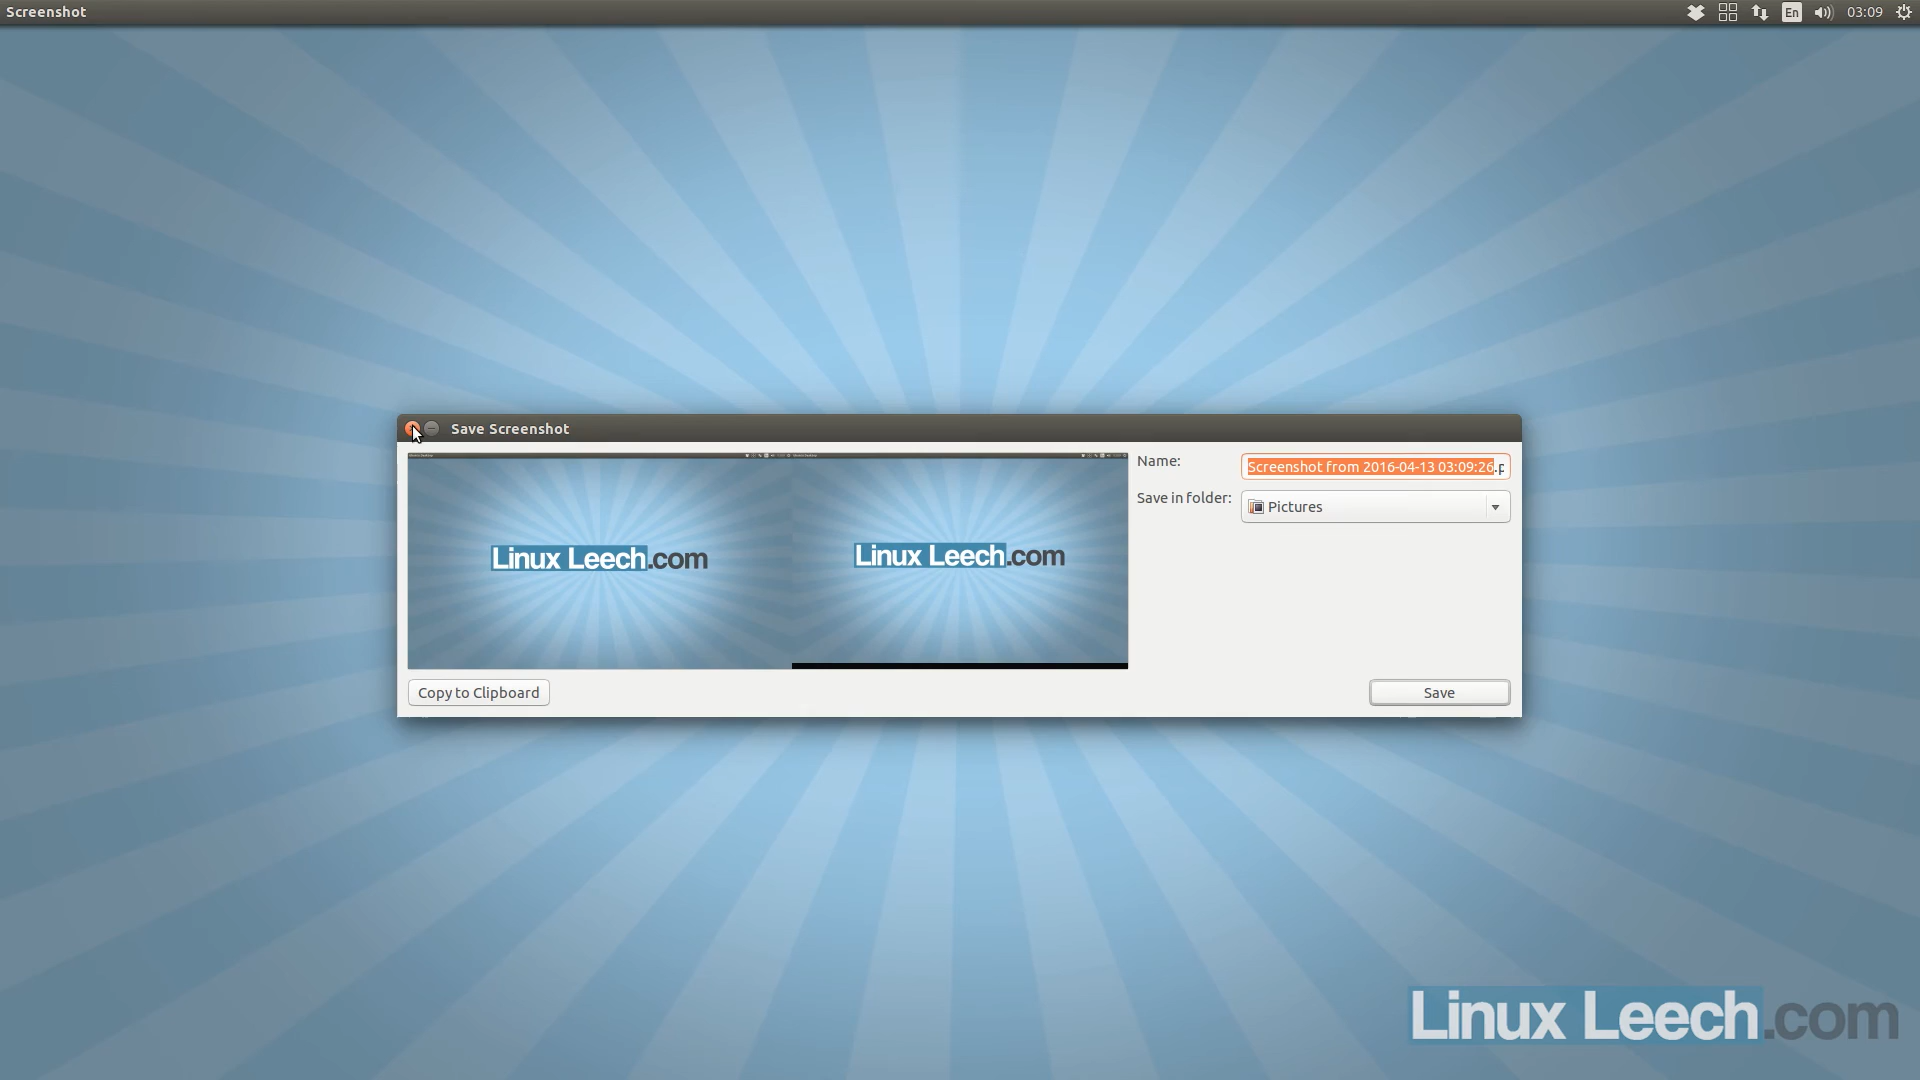 Screenshot
En
03:09
Save Screenshot
Linux Leech.com
Linux Leech.com
Name:
Screenshot from 2016-04-13 03:09:26.p
Save in folder:
Pictures
Copy to Clipboard
Save
Linux Leech.com